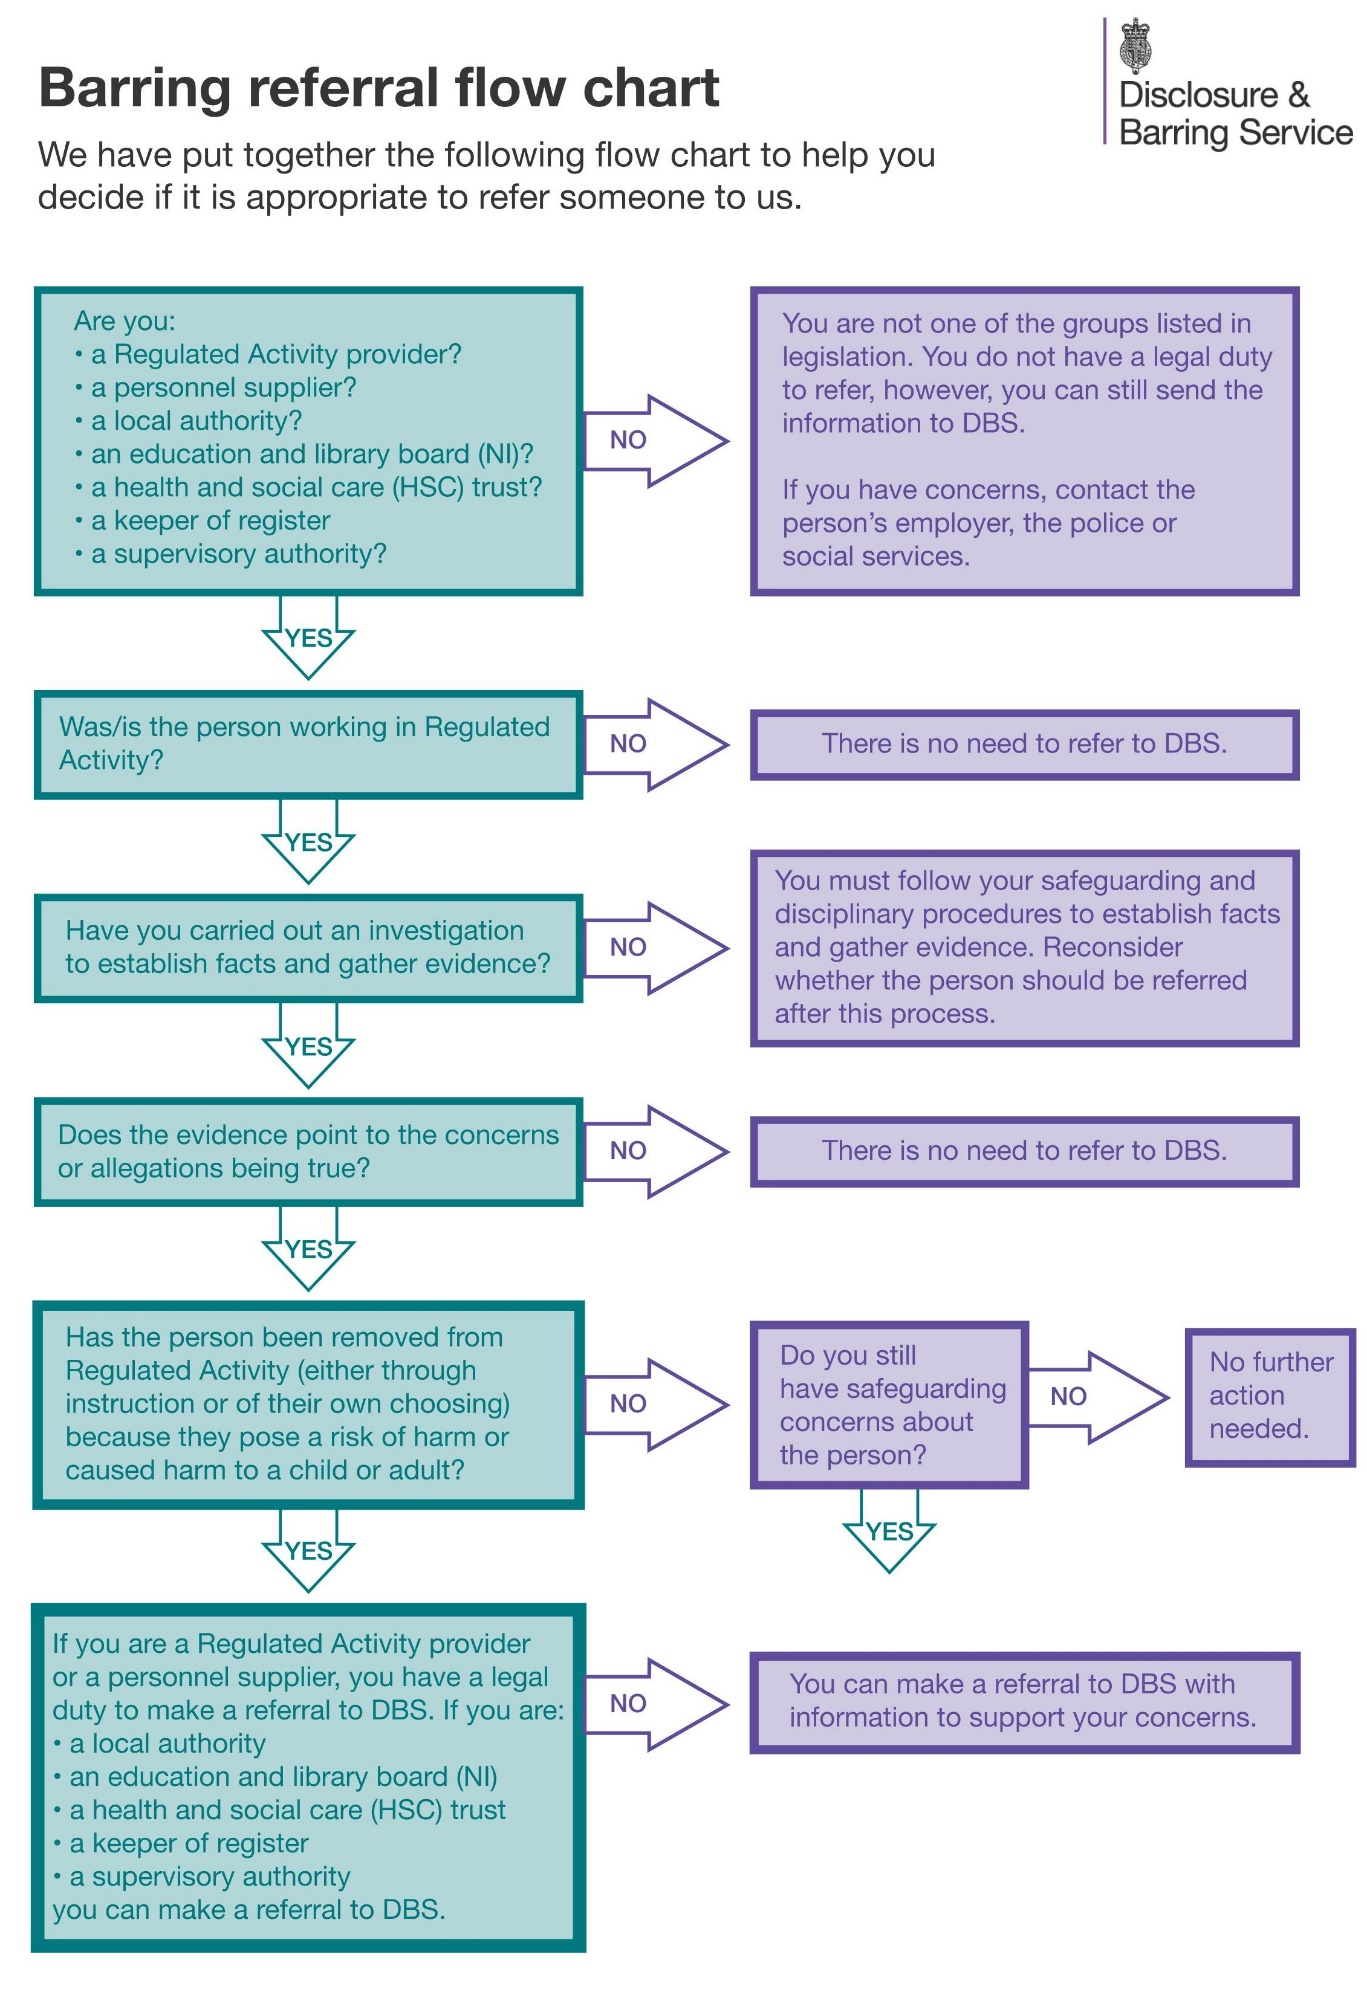 Barring referral flow chart
Disclosure &
Barring Service
We have put together the following flow chart to help you
decide if it is appropriate to refer someone to us.
Are you:
• a Regulated Activity provider?
• a personnel supplier?
• a local authority?
• an education and library board (NI)?
• a health and social care (HSC) trust?
• a keeper of register
• a supervisory authority?
NO
You are not one of the groups listed in
legislation. You do not have a legal duty
to refer, however, you can still send the
information to DBS.
If you have concerns, contact the
person's employer, the police or
social services.
YES
Was/is the person working in Regulated
Activity?
NO
There is no need to refer to DBS.
YES
Have you carried out an investigation
to establish facts and gather evidence?
NO
You must follow your safeguarding and
disciplinary procedures to establish facts
and gather evidence. Reconsider
whether the person should be referred
after this process.
YES
Does the evidence point to the concerns
or allegations being true?
NO
There is no need to refer to DBS.
YES
Has the person been removed from
Regulated Activity (either through
instruction or of their own choosing)
because they pose a risk of harm or
caused harm to a child or adult?
NO
Do you still
have safeguarding
concerns about
the person?
NO
No further
action
needed.
YES
YES
If you are a Regulated Activity provider
or a personnel supplier, you have a legal
duty to make a referral to DBS. If you are:
• a local authority
• an education and library board (NI)
• a health and social care (HSC) trust
• a keeper of register
• a supervisory authority
you can make a referral to DBS.
NO
You can make a referral to DBS with
information to support your concerns.